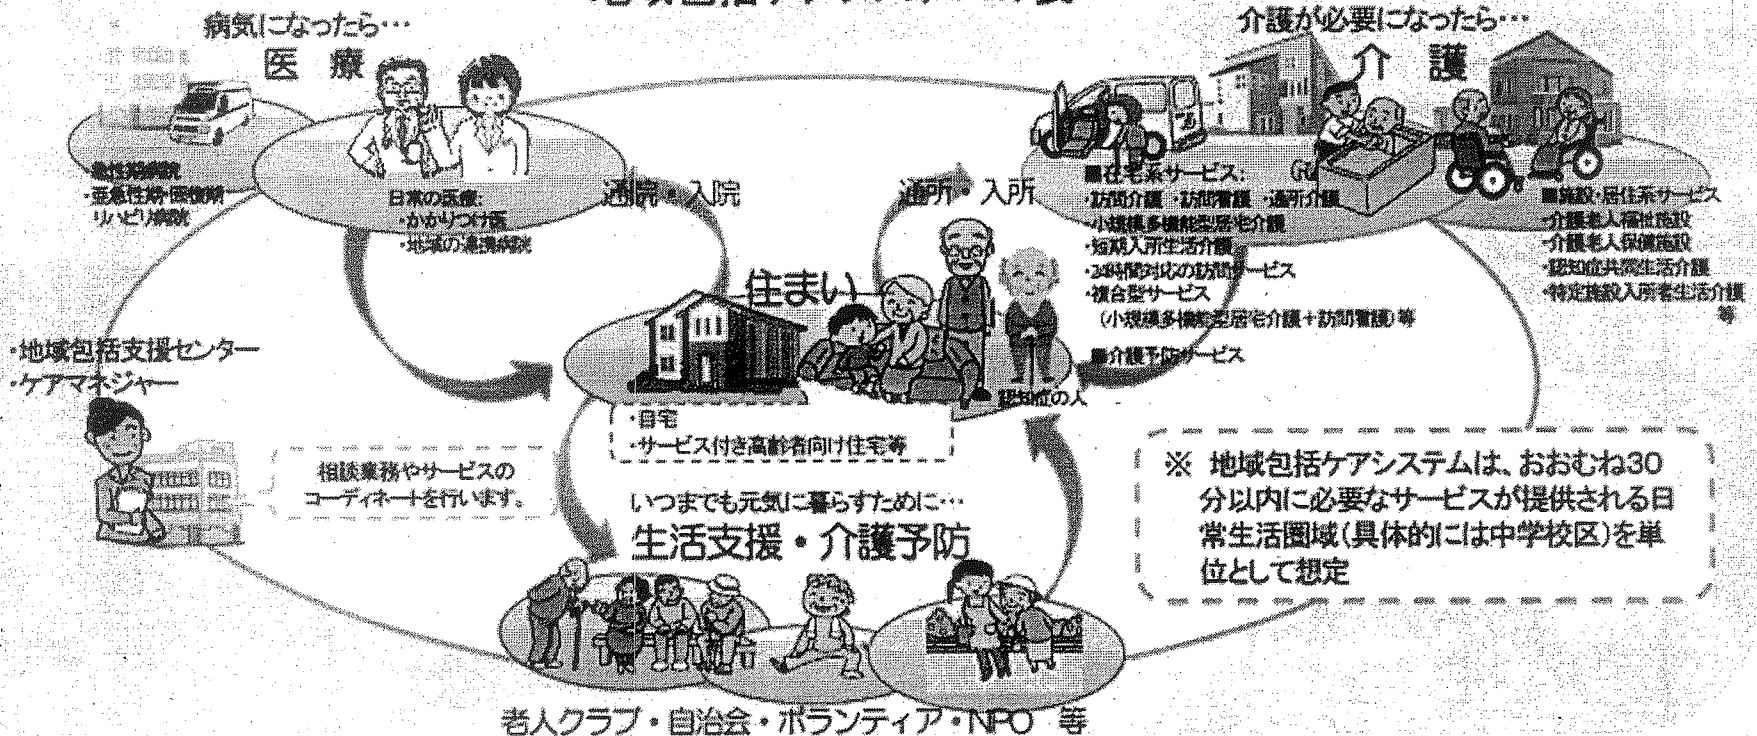 病気になったら…
医 療
急性期病院
・亜急性期・回復期
リハビリ病院
日常の医療:
・かかりつけ医
・地域の連携病院
通院・入院
介護が必要になったら…
介 護
通所・入所
■在宅系サービス:
・訪問介護 ・訪問看護 ・通所介護
・小規模多機能型居宅介護
・短期入所生活介護
・24時間対応の訪問サービス
・複合型サービス
（小規模多機能型居宅介護＋訪問看護）等
■介護予防サービス
■施設・居住系サービス
・介護老人福祉施設
・介護老人保健施設
・認知症共同生活介護
・特定施設入所者生活介護
等
住まい
認知症の人
・自宅
・サービス付き高齢者向け住宅等
・地域包括支援センター
・ケアマネジャー
相談業務やサービスの
コーディネートを行います。
いつまでも元気に暮らすために…
生活支援・介護予防
老人クラブ・自治会・ボランティア・NPO 等
※ 地域包括ケアシステムは、おおむね30
分以内に必要なサービスが提供される日
常生活圏域（具体的には中学校区）を単
位として想定